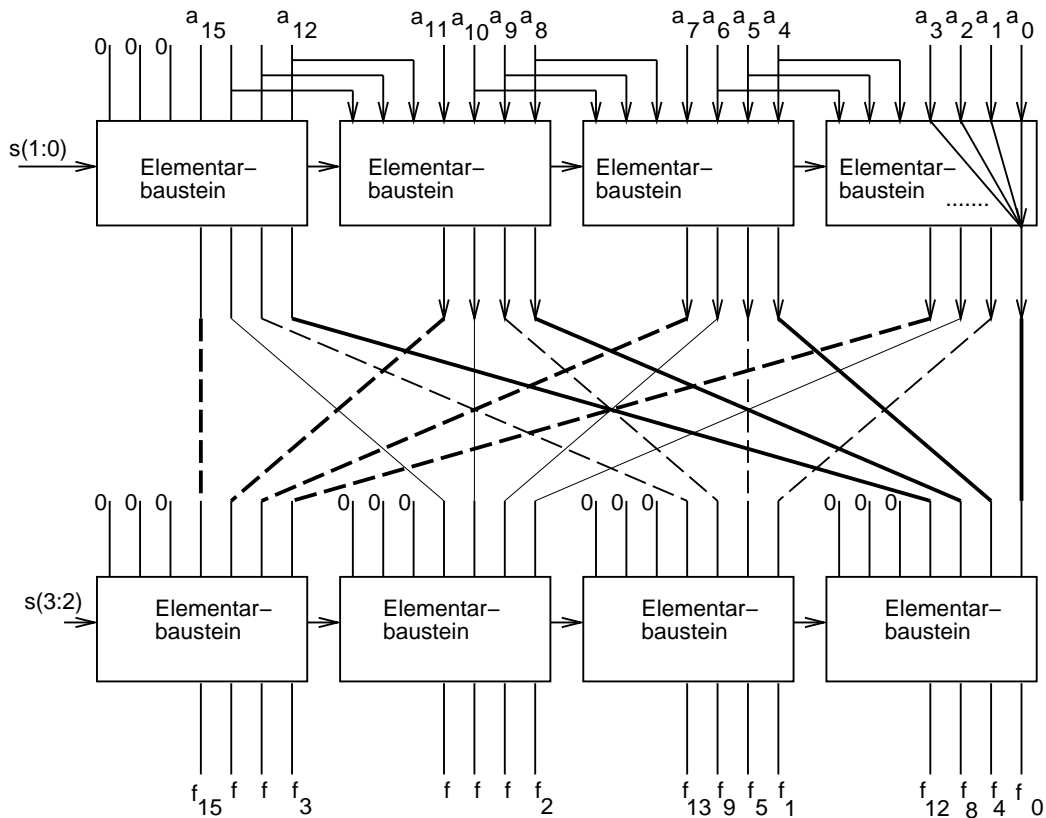 a15 a12 a11 a10 a9 a8 a7 a6 a5 a4 a3 a2 a1 a0
0 0 0
s(1:0)
Elementar–
baustein
Elementar–
baustein
Elementar–
baustein
Elementar–
baustein
.......
0 0 0 0 0 0 0 0 0 0 0 0
s(3:2)
Elementar–
baustein
Elementar–
baustein
Elementar–
baustein
Elementar–
baustein
f15 f f f3 f f f f2 f13 f9 f5 f1 f12 f8 f4 f0